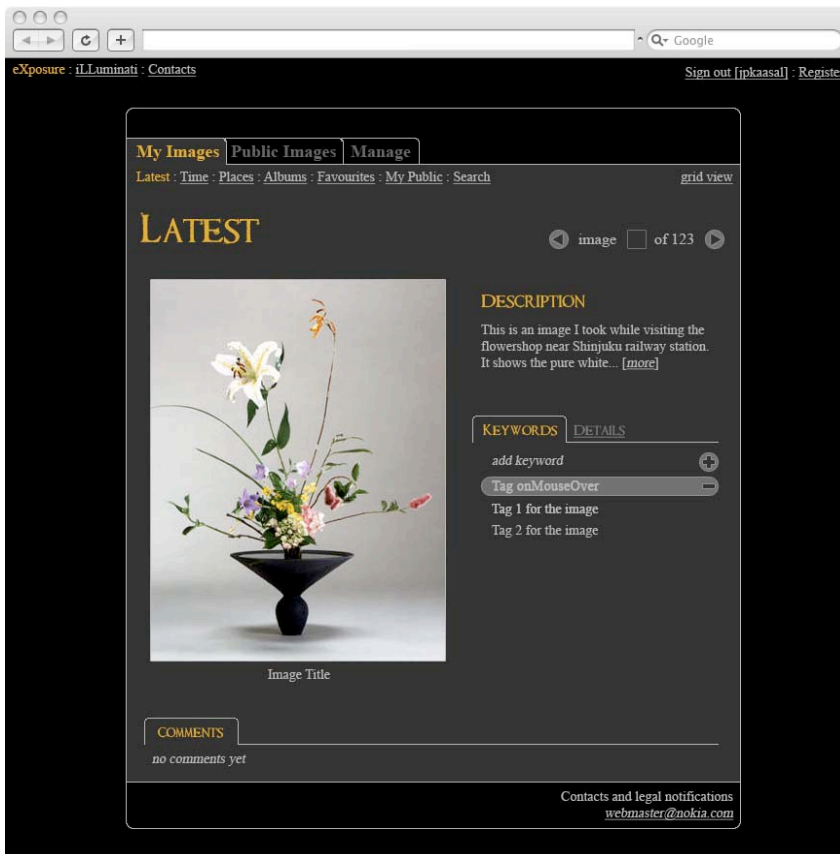 Google
eXposure : iLLuminati : Contacts
Sign out [jpkaasal] : Registe
My Images Public Images Manage
Latest : Time : Places : Albums : Favourites : My Public : Search
grid view
LATEST
image of 123
DESCRIPTION
This is an image I took while visiting the
flowershop near Shinjuku railway station.
It shows the pure white... [more]
KEYWORDS DETAILS
add keyword
Tag onMouseOver
Tag 1 for the image
Tag 2 for the image
Image Title
COMMENTS
no comments yet
Contacts and legal notifications
webmaster@nokia.com